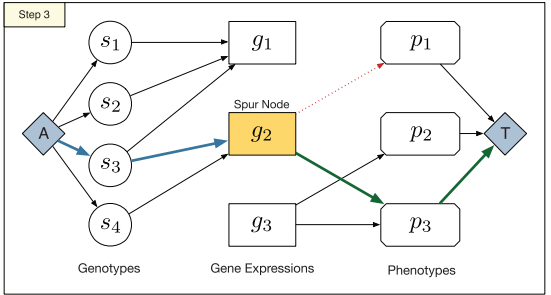 Step 3
s1
g1
p1
s2
Spur Node
A
g2
p2
T
s3
s4
g3
p3
Genotypes
Gene Expressions
Phenotypes